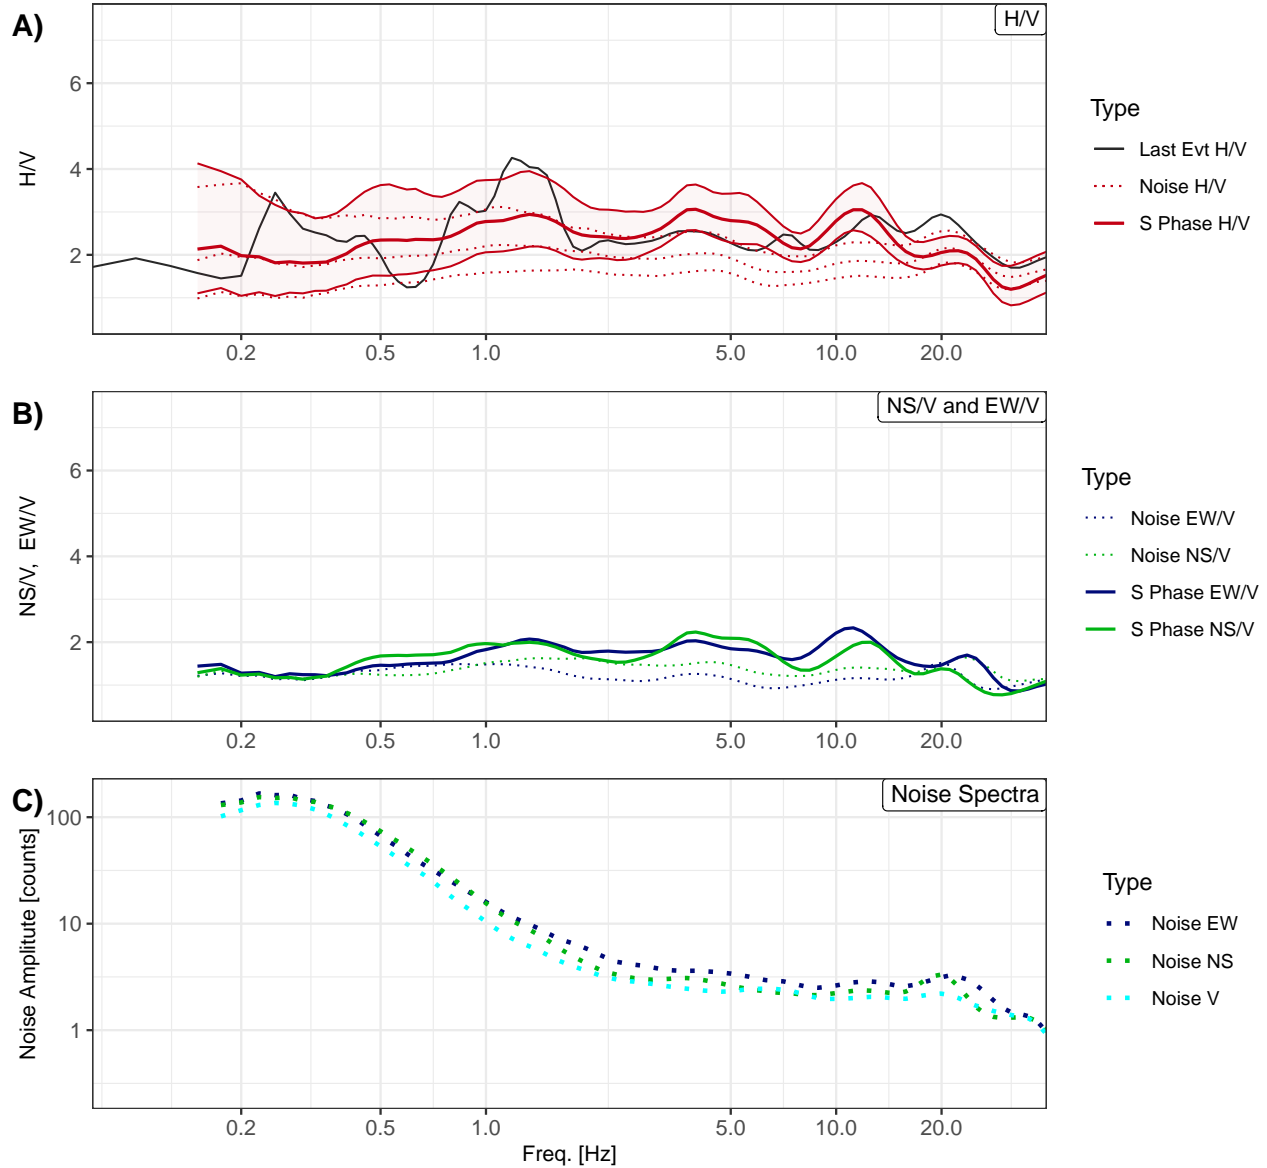 A)
H/V
6
4
2
H/V
0.2 0.5 1.0 5.0 10.0 20.0
Type
Last Evt H/V
Noise H/V
S Phase H/V
B)
NS/V and EW/V
6
4
2
NS/V, EW/V
0.2 0.5 1.0 5.0 10.0 20.0
Type
Noise EW/V
Noise NS/V
S Phase EW/V
S Phase NS/V
C)
Noise Spectra
100
10
1
Noise Amplitute [counts]
0.2 0.5 1.0 5.0 10.0 20.0
Freq. [Hz]
Type
Noise EW
Noise NS
Noise V